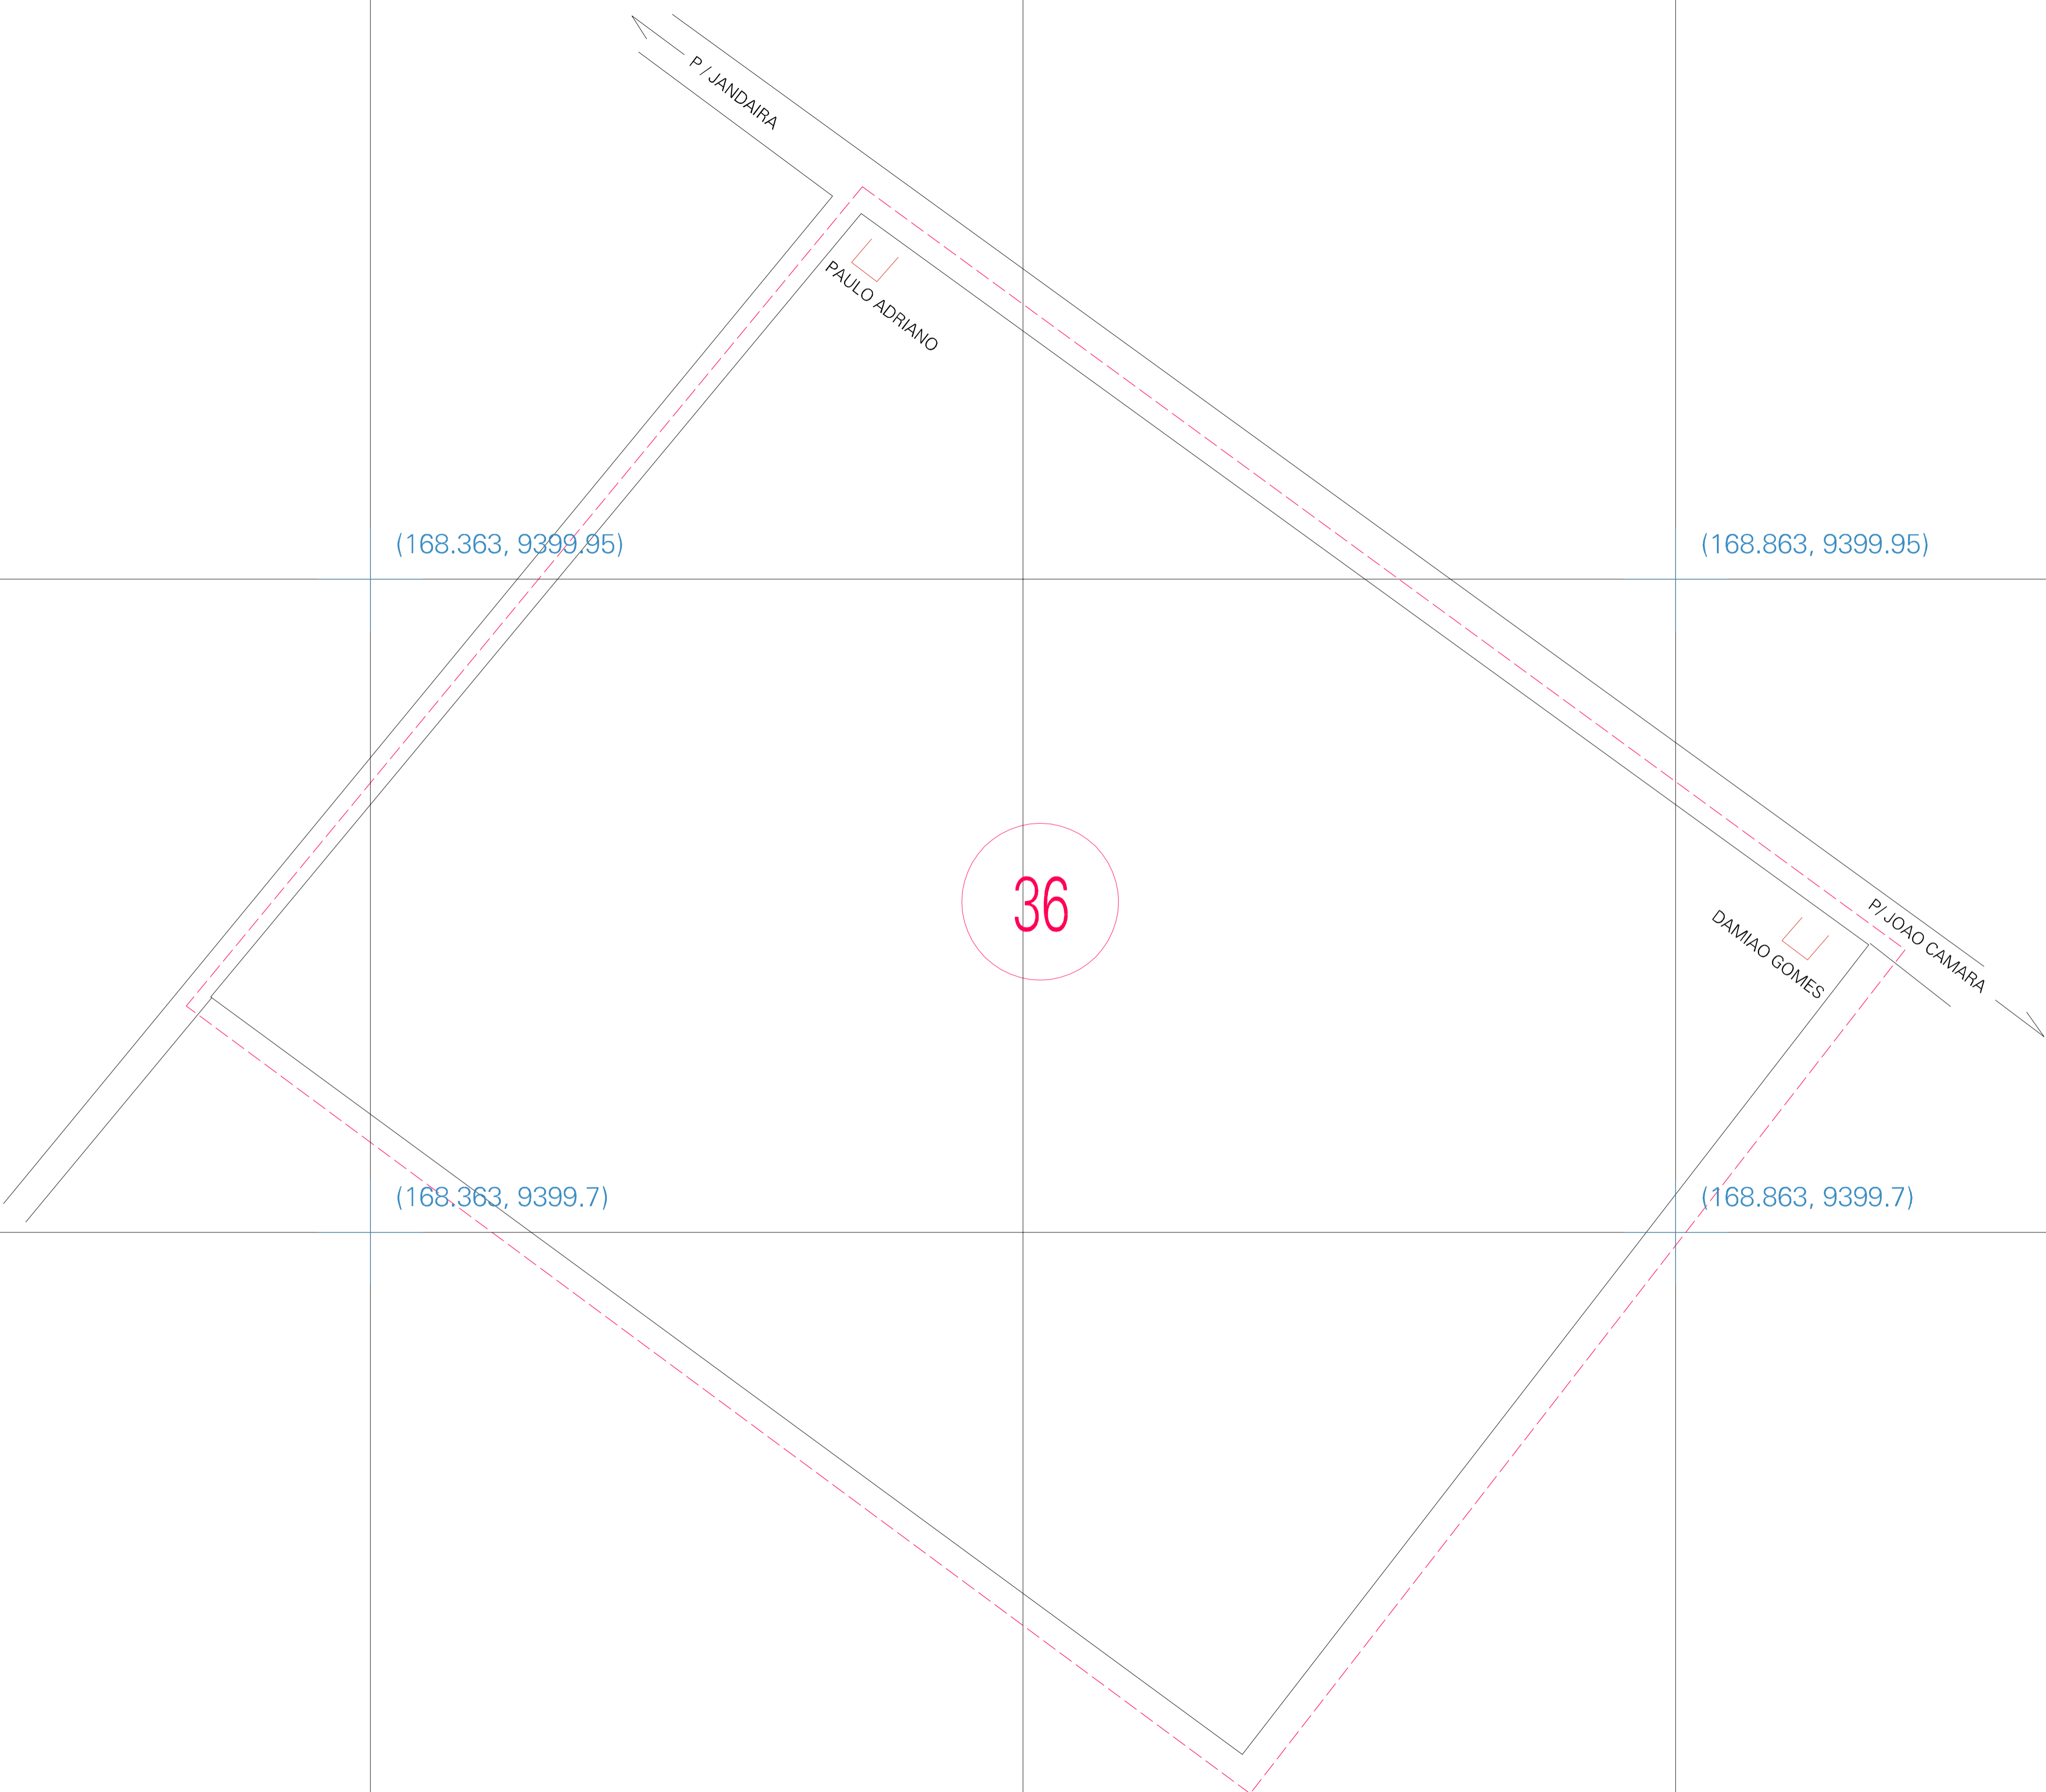 P / JANDAIRA
PAULO ADRIANO
(168.363, 9399.95)
(168.863, 9399.95)
36
P/ JOAO CAMARA
DAMIAO GOMES
(168.363, 9399.7)
(168.863, 9399.7)